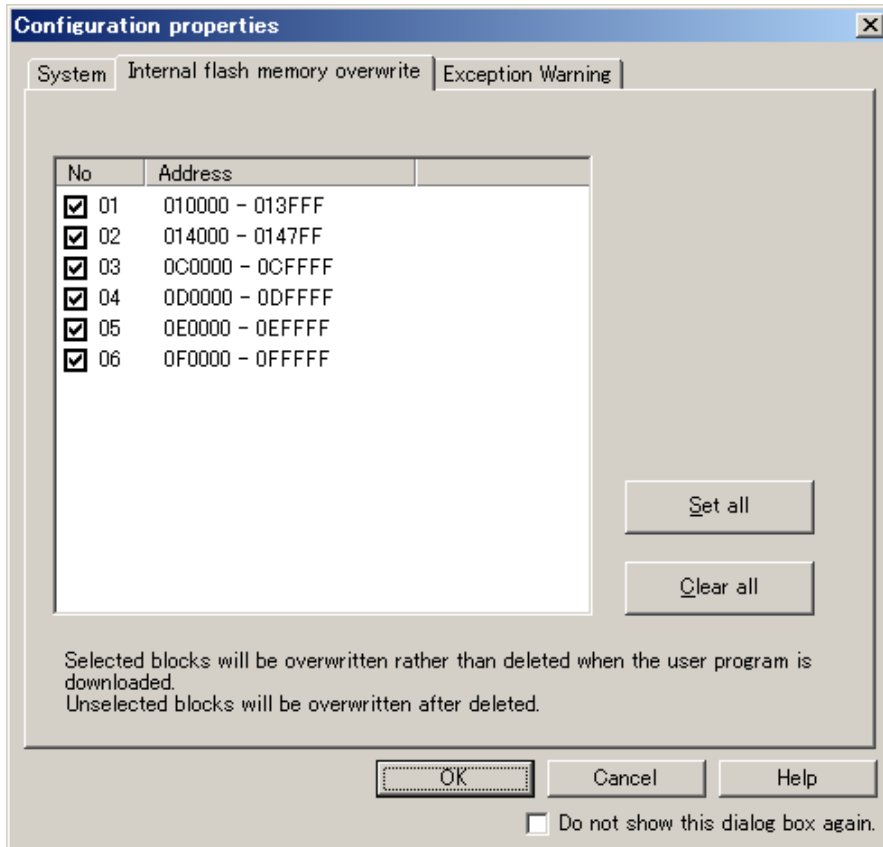 Configuration properties
System Internal flash memory overwrite Exception Warning
No Address
01 010000 - 013FFF
02 014000 - 0147FF
03 0C0000 - 0CFFFF
04 0D0000 - 0DFFFF
05 0E0000 - 0EFFFF
06 0F0000 - 0FFFFF
Set all
Clear all
Selected blocks will be overwritten rather than deleted when the user program is
downloaded.
Unselected blocks will be overwritten after deleted.
OK Cancel Help
Do not show this dialog box again.